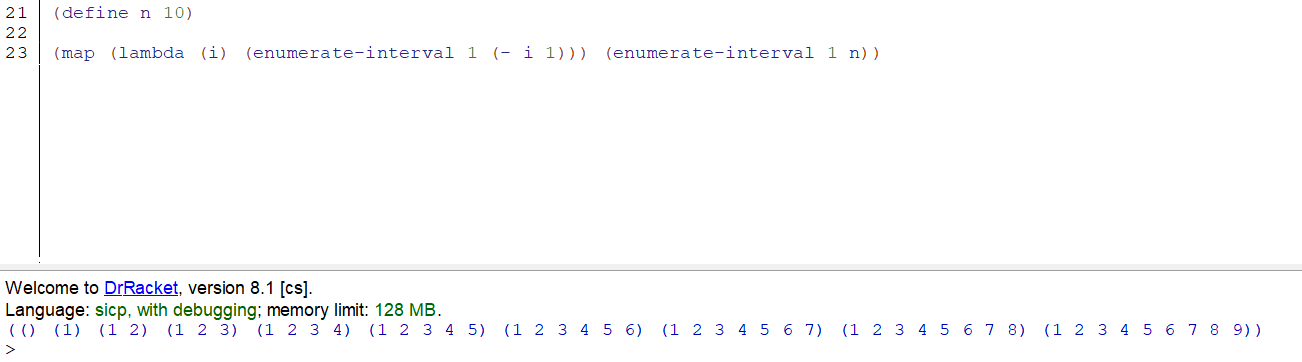 21 (define n 10)
22
23 (map (lambda (i) (enumerate-interval 1 (- i 1))) (enumerate-interval 1 n))
Welcome to DrRacket, version 8.1 [cs].
Language: sicp, with debugging; memory limit: 128 MB.
(() (1) (1 2) (1 2 3) (1 2 3 4) (1 2 3 4 5) (1 2 3 4 5 6) (1 2 3 4 5 6 7) (1 2 3 4 5 6 7 8) (1 2 3 4 5 6 7 8 9))
>